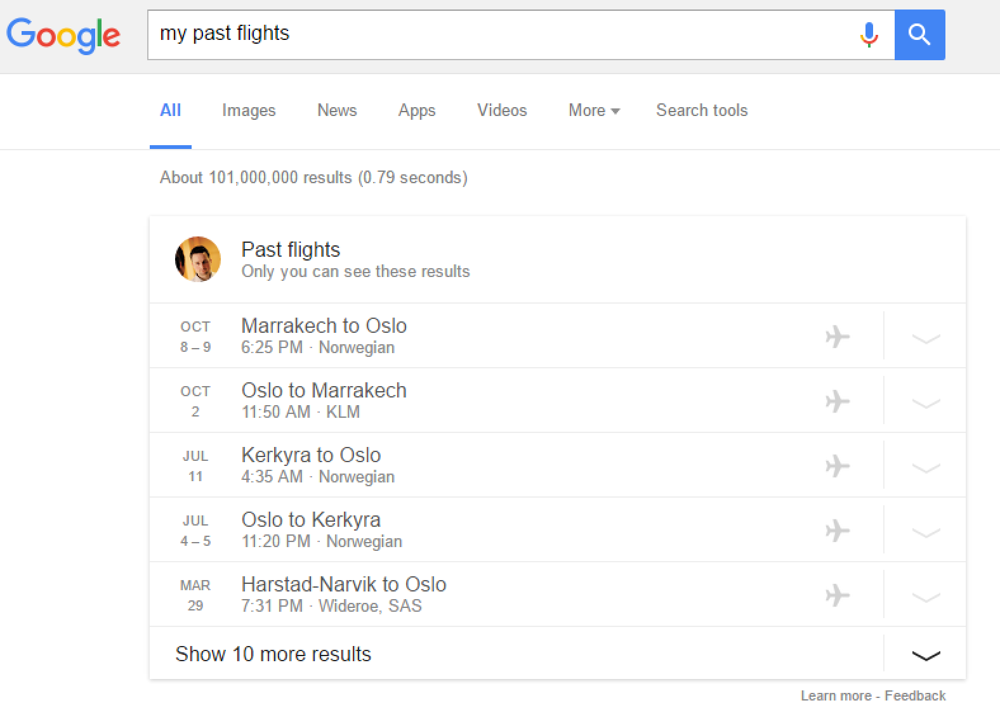 Google
my past flights
All Images News Apps Videos More Search tools
About 101,000,000 results (0.79 seconds)
Past flights
Only you can see these results
OCT
8 – 9
Marrakech to Oslo
6:25 PM · Norwegian
OCT
2
Oslo to Marrakech
11:50 AM · KLM
JUL
11
Kerkyra to Oslo
4:35 AM · Norwegian
JUL
4 – 5
Oslo to Kerkyra
11:20 PM · Norwegian
MAR
29
Harstad-Narvik to Oslo
7:31 PM · Wideroe, SAS
Show 10 more results
Learn more - Feedback